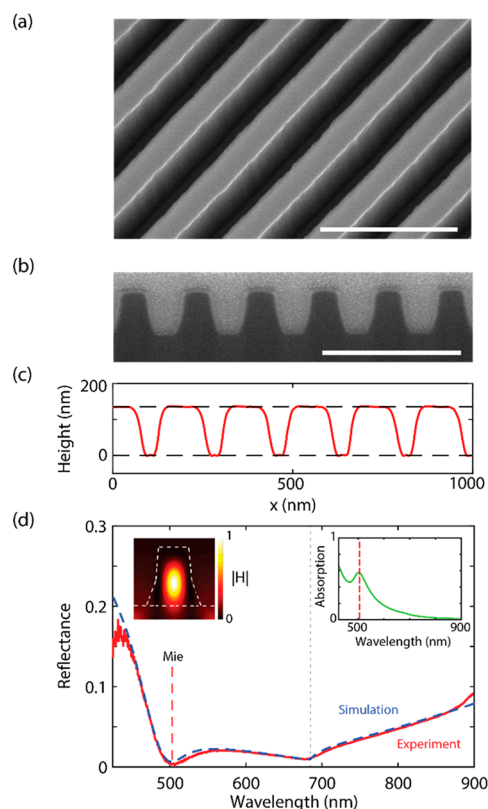 (a)
(b)
(c)
200
0
Height (nm)
0
500
1000
x (nm)
(d)
0.3
0.2
0.1
0
Reflectance
1
0
|H|
1
0
Absorption
500
900
Wavelength (nm)
Mie
Simulation
Experiment
500
600
700
800
900
Wavelength (nm)